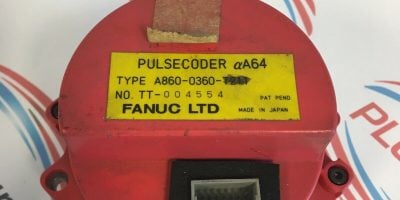 PULSECODER αA64
TYPE A860-0360-
NO. TT-004554 PAT PEND
FANUC LTD MADE IN JAPAN